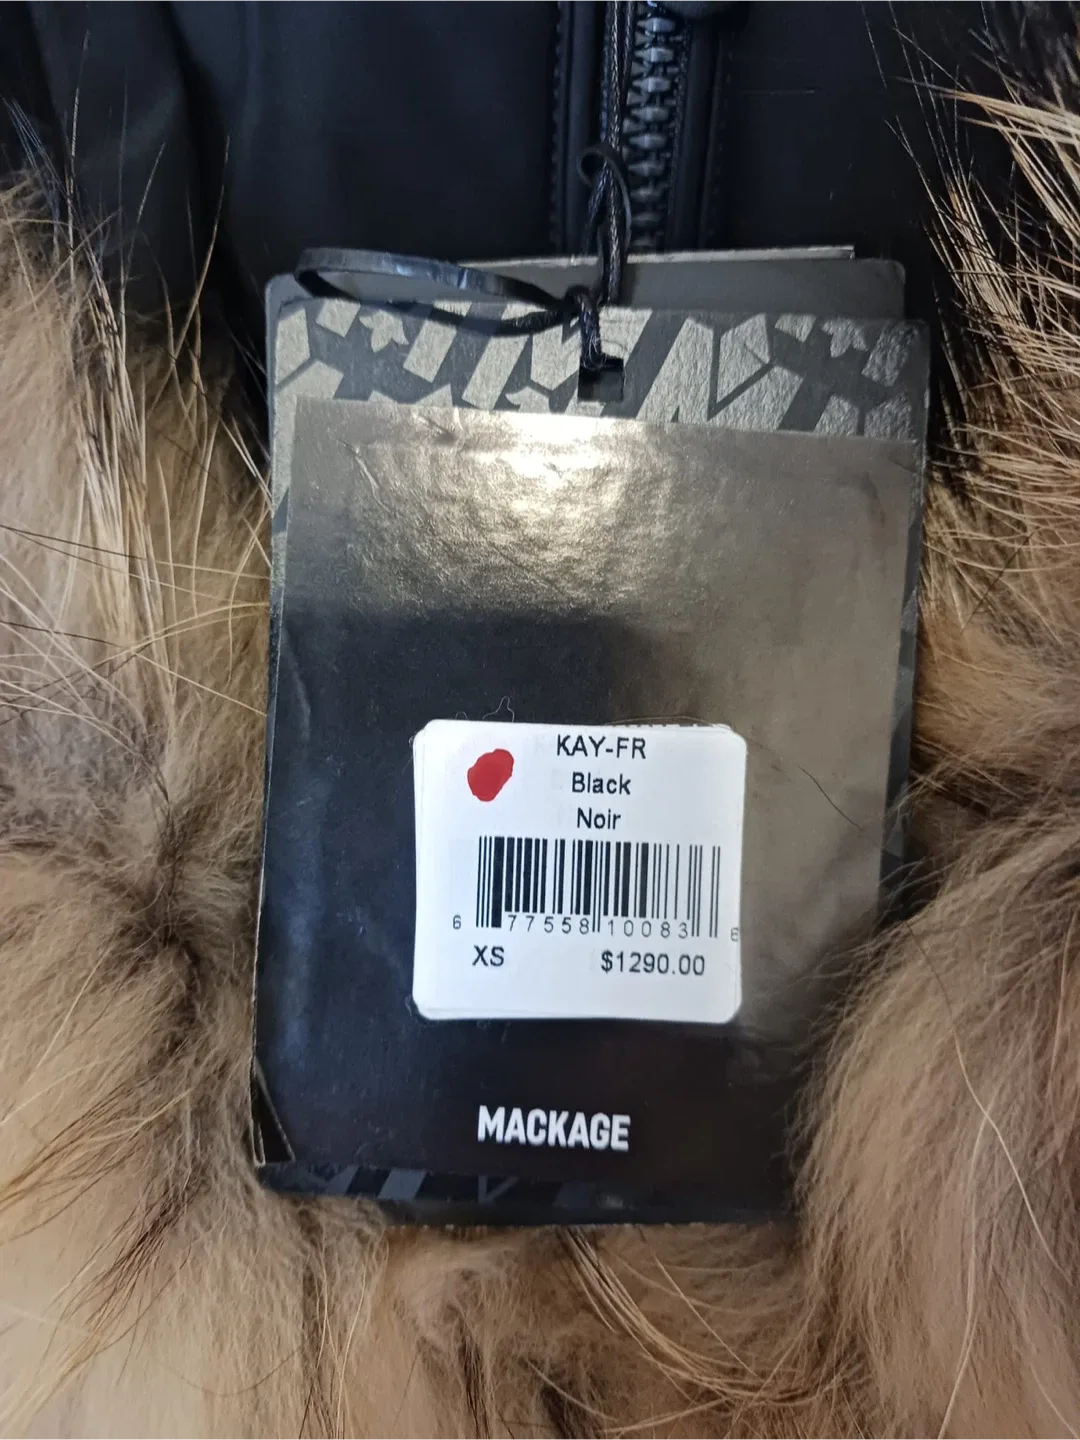 KAY-FR
Black
Noir
6 77558 10083 6
XS $1290.00
MACKAGE